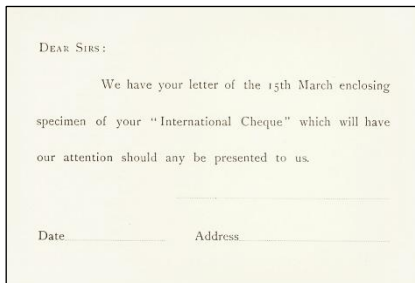 DEAR SIRS:
We have your letter of the 15th March enclosing
specimen of your "International Cheque" which will have
our attention should any be presented to us.
Date Address